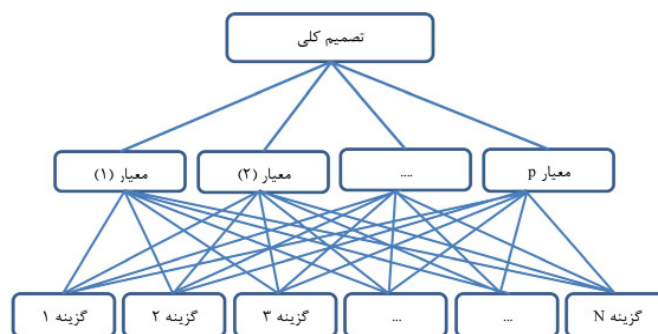 تصمیم کلی
معیار (۱)
معیار (۲)
....
معیار p
گزینه ۱
گزینه ۲
گزینه ۳
...
...
گزینه N